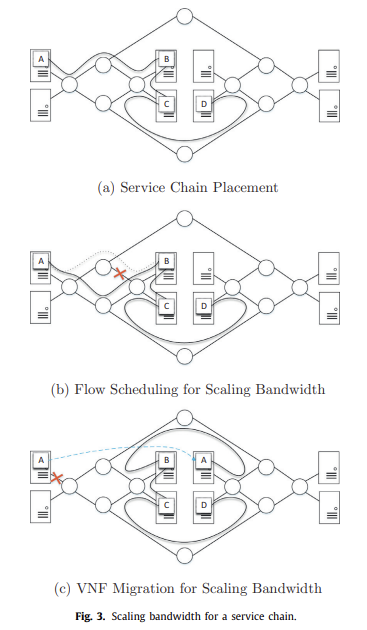 A
B
C
D
(a) Service Chain Placement
A
B
C
D
(b) Flow Scheduling for Scaling Bandwidth
A
B
A
C
D
(c) VNF Migration for Scaling Bandwidth
Fig. 3. Scaling bandwidth for a service chain.